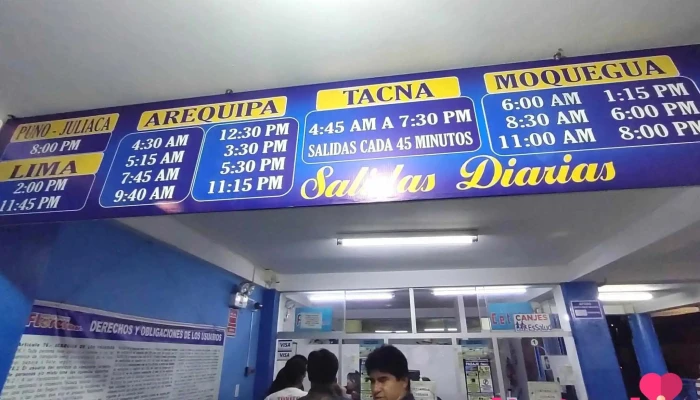 PUNO - JULIACA
8:00 PM
LIMA
2:00 PM
11:45 PM
AREQUIPA
4:30 AM
5:15 AM
7:45 AM
9:40 AM
12:30 PM
3:30 PM
5:30 PM
11:15 PM
TACNA
4:45 AM A 7:30 PM
SALIDAS CADA 45 MINUTOS
MOQUEGUA
6:00 AM
8:30 AM
11:00 AM
1:15 PM
6:00 PM
8:00 PM
Salidas Diarias
DERECHOS Y OBLIGACIONES DE LOS USUARIOS
VISA
CANJES
EsSalud